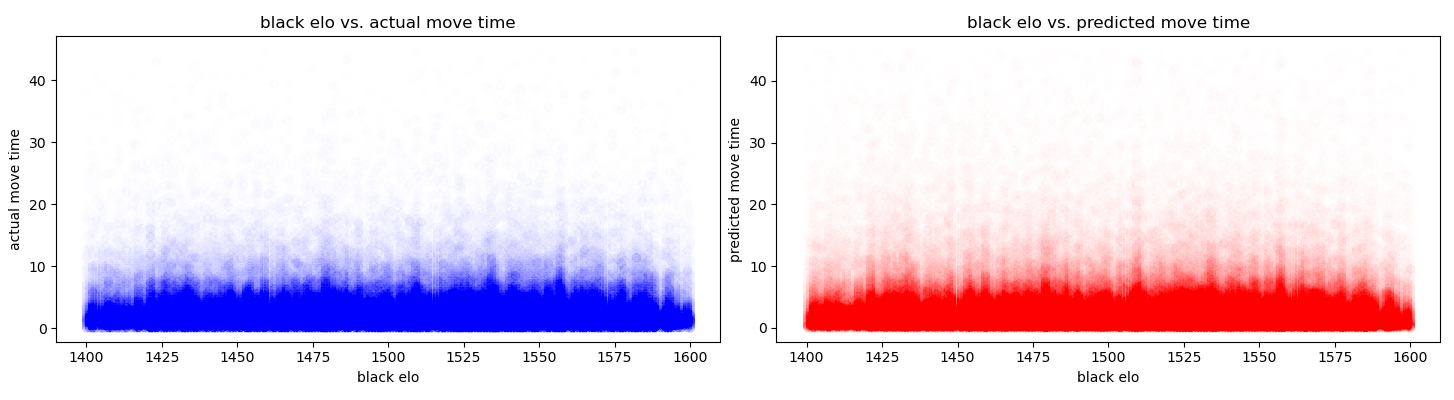 black elo vs. actual move time
actual move time
40
30
20
10
0
1400 1425 1450 1475 1500 1525 1550 1575 1600
black elo
black elo vs. predicted move time
predicted move time
40
30
20
10
0
1400 1425 1450 1475 1500 1525 1550 1575 1600
black elo